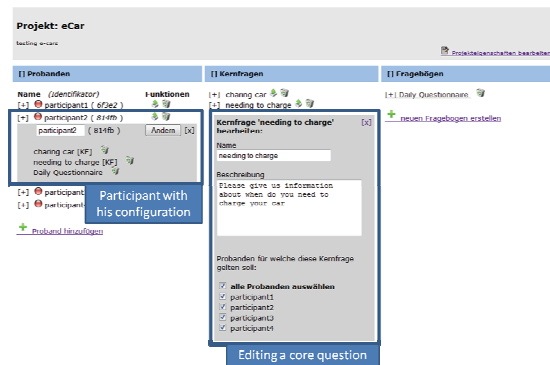 Projekt: eCar
testing e-cars
Projekteigenschaften bearbeiten
[] Probanden
Name (Identifikator) Funktionen
[+] participant1 ( 6f3e2 )
[+] participant2 ( 814fb )
participant2 ( 814fb ) Ändern [x]
charing car [KF]
needing to charge [KF]
Daily Questionnaire
[+] participant
[+] participant
Participant with
his configuration
Proband hinzufügen
[] Kernfragen
[+] charing car
[+] needing to charge
Kernfrage 'needing to charge' [x]
bearbeiten:
Name
needing to charge
Beschreibung
Please give us information
about when do you need to
charge your car
Probanden für welche diese Kernfrage
gelten soll:
alle Probanden auswählen
participant1
participant2
participant3
participant4
Editing a core question
[] Fragebögen
[+] Daily Questionnaire
neuen Fragebogen erstellen